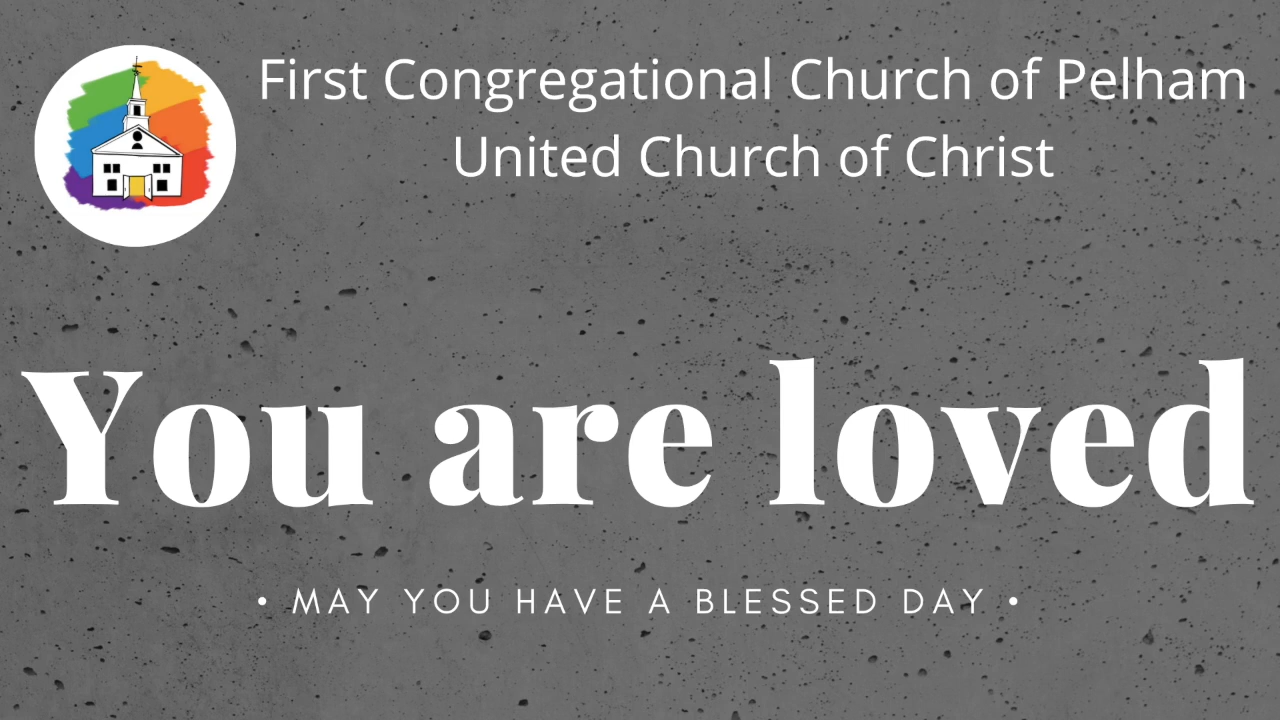 First Congregational Church of Pelham
United Church of Christ
You are loved
• MAY YOU HAVE A BLESSED DAY •